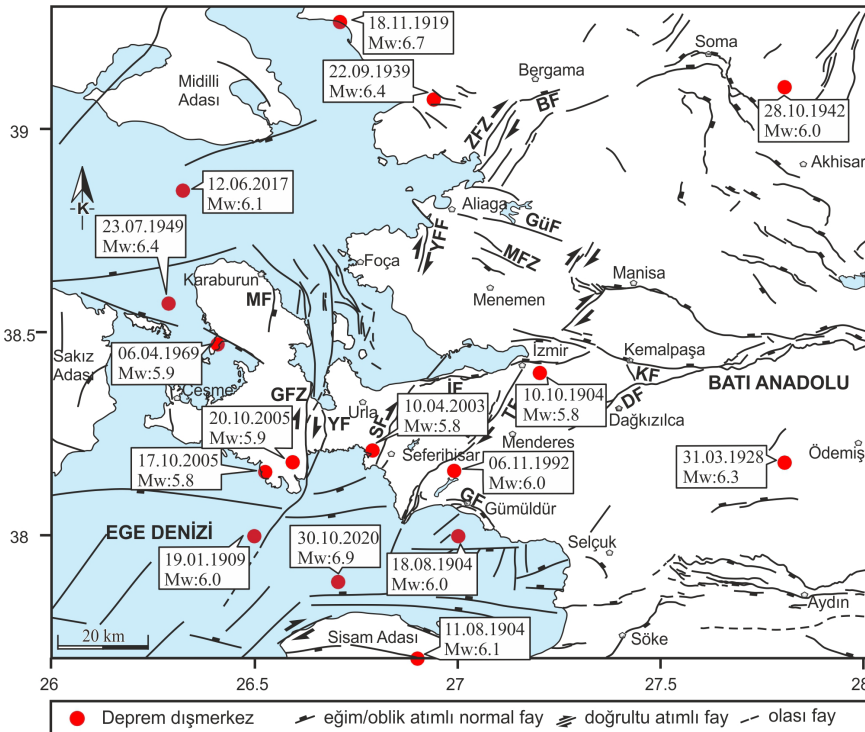 18.11.1919
Mw:6.7
Soma
Midilli
Adası
22.09.1939
Mw:6.4
Bergama
BF
ZFZ
28.10.1942
Mw:6.0
39
Akhisar
12.06.2017
Mw:6.1
K
Aliaga
GüF
YFF
23.07.1949
Mw:6.4
MFZ
Foça
Karaburun
Manisa
MF
Menemen
38.5
Sakız
Adası
06.04.1969
Mw:5.9
İzmir
Kemalpaşa
KF
BATI ANADOLU
Çeşme
GFZ
İF
10.10.1904
Mw:5.8
DF
Dağkızılca
20.10.2005
Mw:5.9
Urla
YF
SF
10.04.2003
Mw:5.8
TF
Menderes
17.10.2005
Mw:5.8
Seferihisar
06.11.1992
Mw:6.0
31.03.1928
Mw:6.3
Ödemiş
GF
Gümüldür
38
EGE DENİZİ
19.01.1909
Mw:6.0
30.10.2020
Mw:6.9
18.08.1904
Mw:6.0
Selçuk
Aydın
20 km
Sisam Adası
11.08.1904
Mw:6.1
Söke
26 26.5 27 27.5 28
Deprem dışmerkez eğim/oblik atımlı normal fay doğrultu atımlı fay olası fay